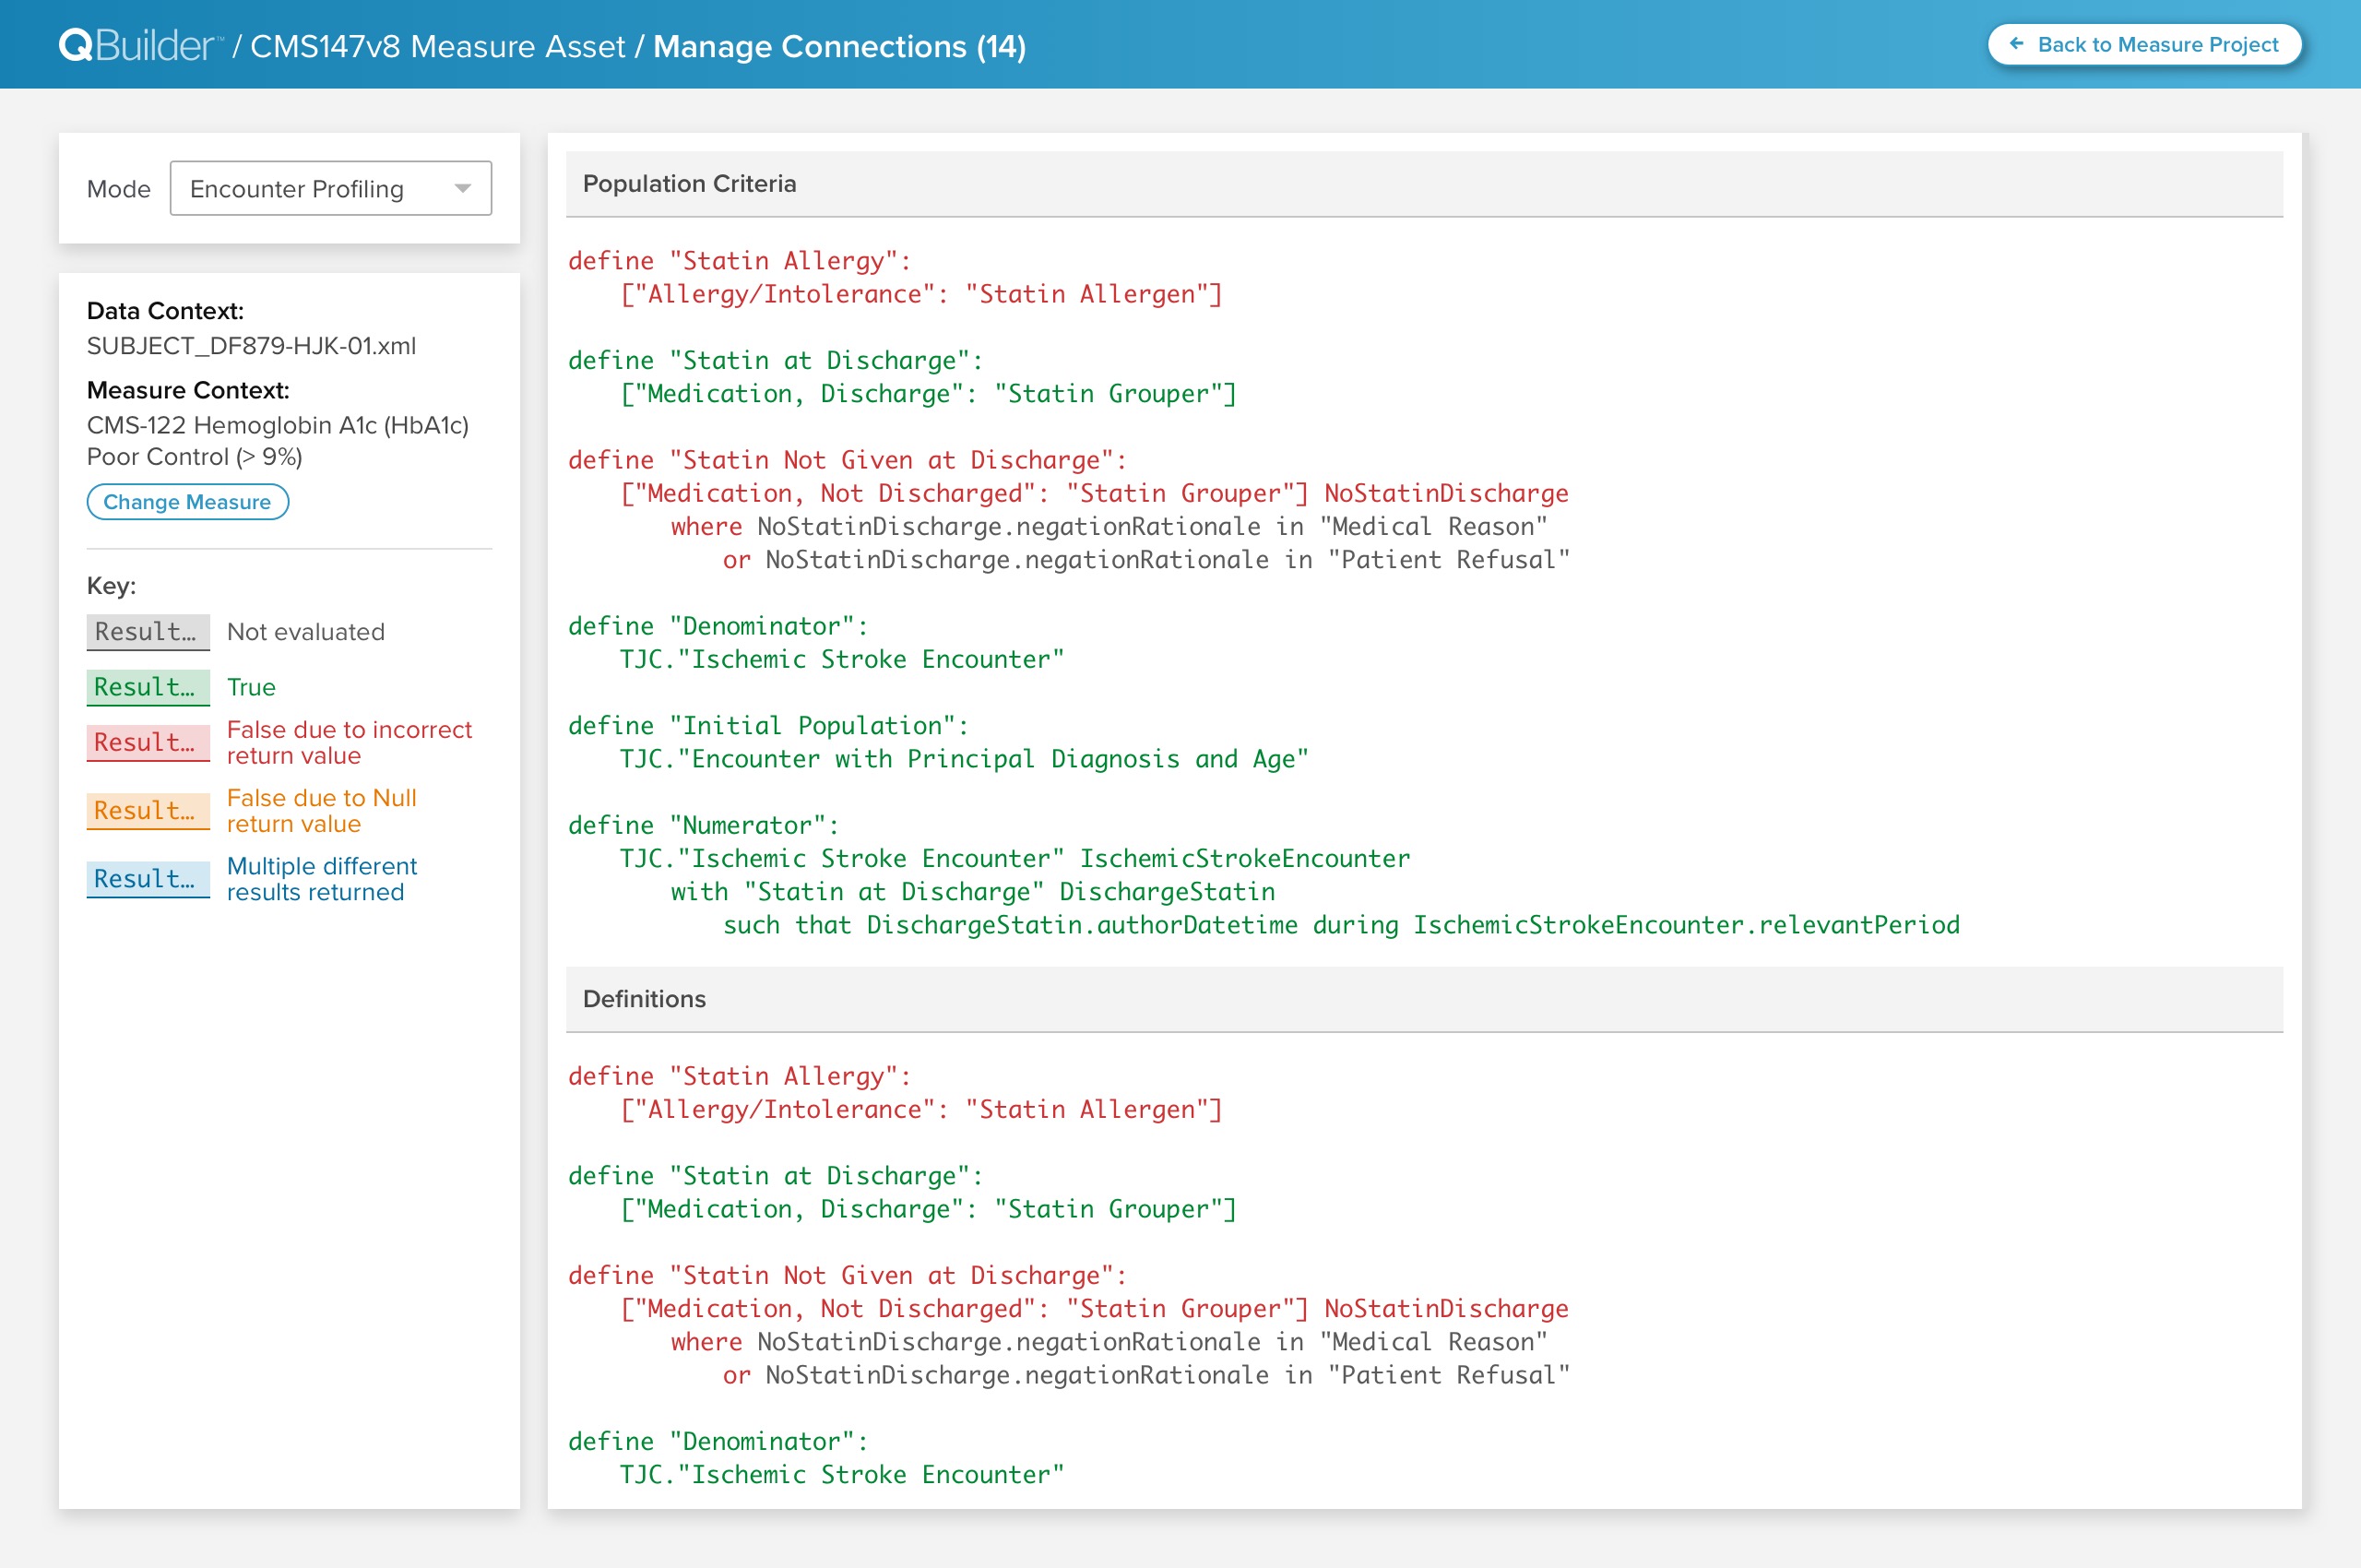 QBuilder™ / CMS147v8 Measure Asset / Manage Connections (14)
← Back to Measure Project
Mode
Encounter Profiling
Data Context:
SUBJECT_DF879-HJK-01.xml
Measure Context:
CMS-122 Hemoglobin A1c (HbA1c)
Poor Control (> 9%)
Change Measure
Key:
Result… Not evaluated
Result… True
Result… False due to incorrect
return value
Result… False due to Null
return value
Result… Multiple different
results returned
Population Criteria
define "Statin Allergy":
["Allergy/Intolerance": "Statin Allergen"]
define "Statin at Discharge":
["Medication, Discharge": "Statin Grouper"]
define "Statin Not Given at Discharge":
["Medication, Not Discharged": "Statin Grouper"] NoStatinDischarge
where NoStatinDischarge.negationRationale in "Medical Reason"
or NoStatinDischarge.negationRationale in "Patient Refusal"
define "Denominator":
TJC."Ischemic Stroke Encounter"
define "Initial Population":
TJC."Encounter with Principal Diagnosis and Age"
define "Numerator":
TJC."Ischemic Stroke Encounter" IschemicStrokeEncounter
with "Statin at Discharge" DischargeStatin
such that DischargeStatin.authorDatetime during IschemicStrokeEncounter.relevantPeriod
Definitions
define "Statin Allergy":
["Allergy/Intolerance": "Statin Allergen"]
define "Statin at Discharge":
["Medication, Discharge": "Statin Grouper"]
define "Statin Not Given at Discharge":
["Medication, Not Discharged": "Statin Grouper"] NoStatinDischarge
where NoStatinDischarge.negationRationale in "Medical Reason"
or NoStatinDischarge.negationRationale in "Patient Refusal"
define "Denominator":
TJC."Ischemic Stroke Encounter"